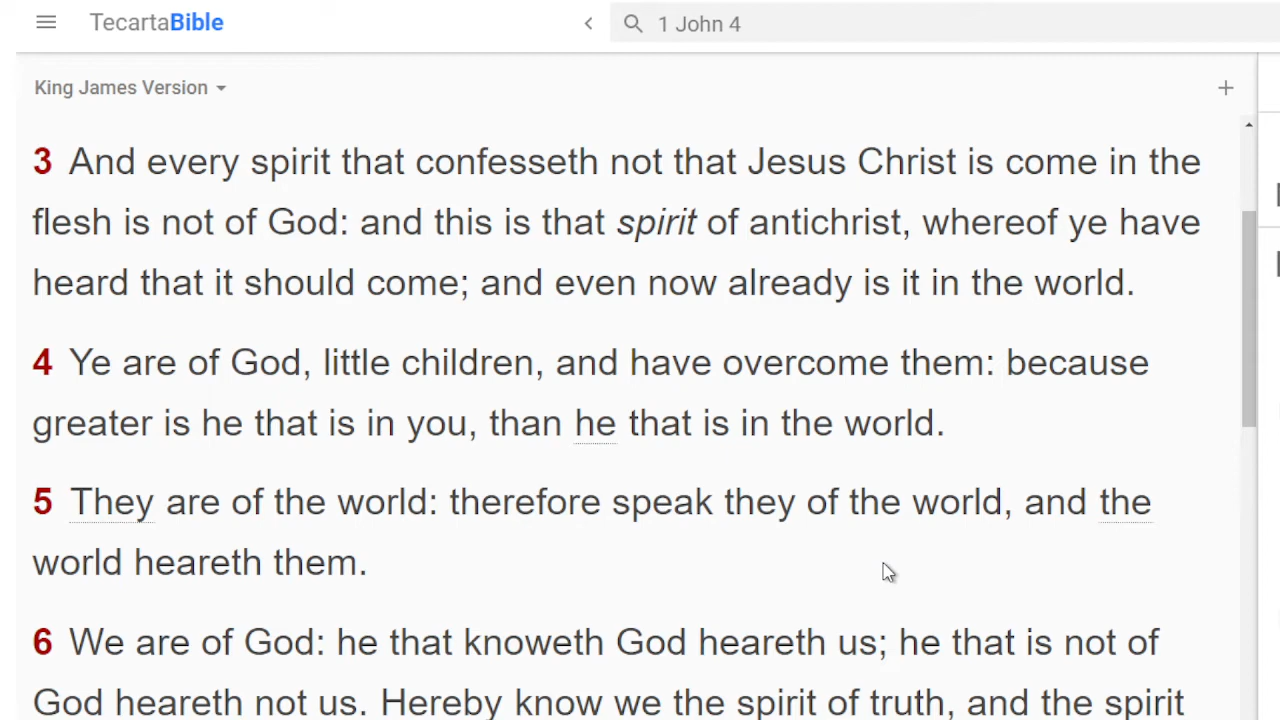 TecartaBible
1 John 4
King James Version
3 And every spirit that confesseth not that Jesus Christ is come in the
flesh is not of God: and this is that spirit of antichrist, whereof ye have
heard that it should come; and even now already is it in the world.
4 Ye are of God, little children, and have overcome them: because
greater is he that is in you, than he that is in the world.
5 They are of the world: therefore speak they of the world, and the
world heareth them.
6 We are of God: he that knoweth God heareth us; he that is not of
God heareth not us. Hereby know we the spirit of truth, and the spirit